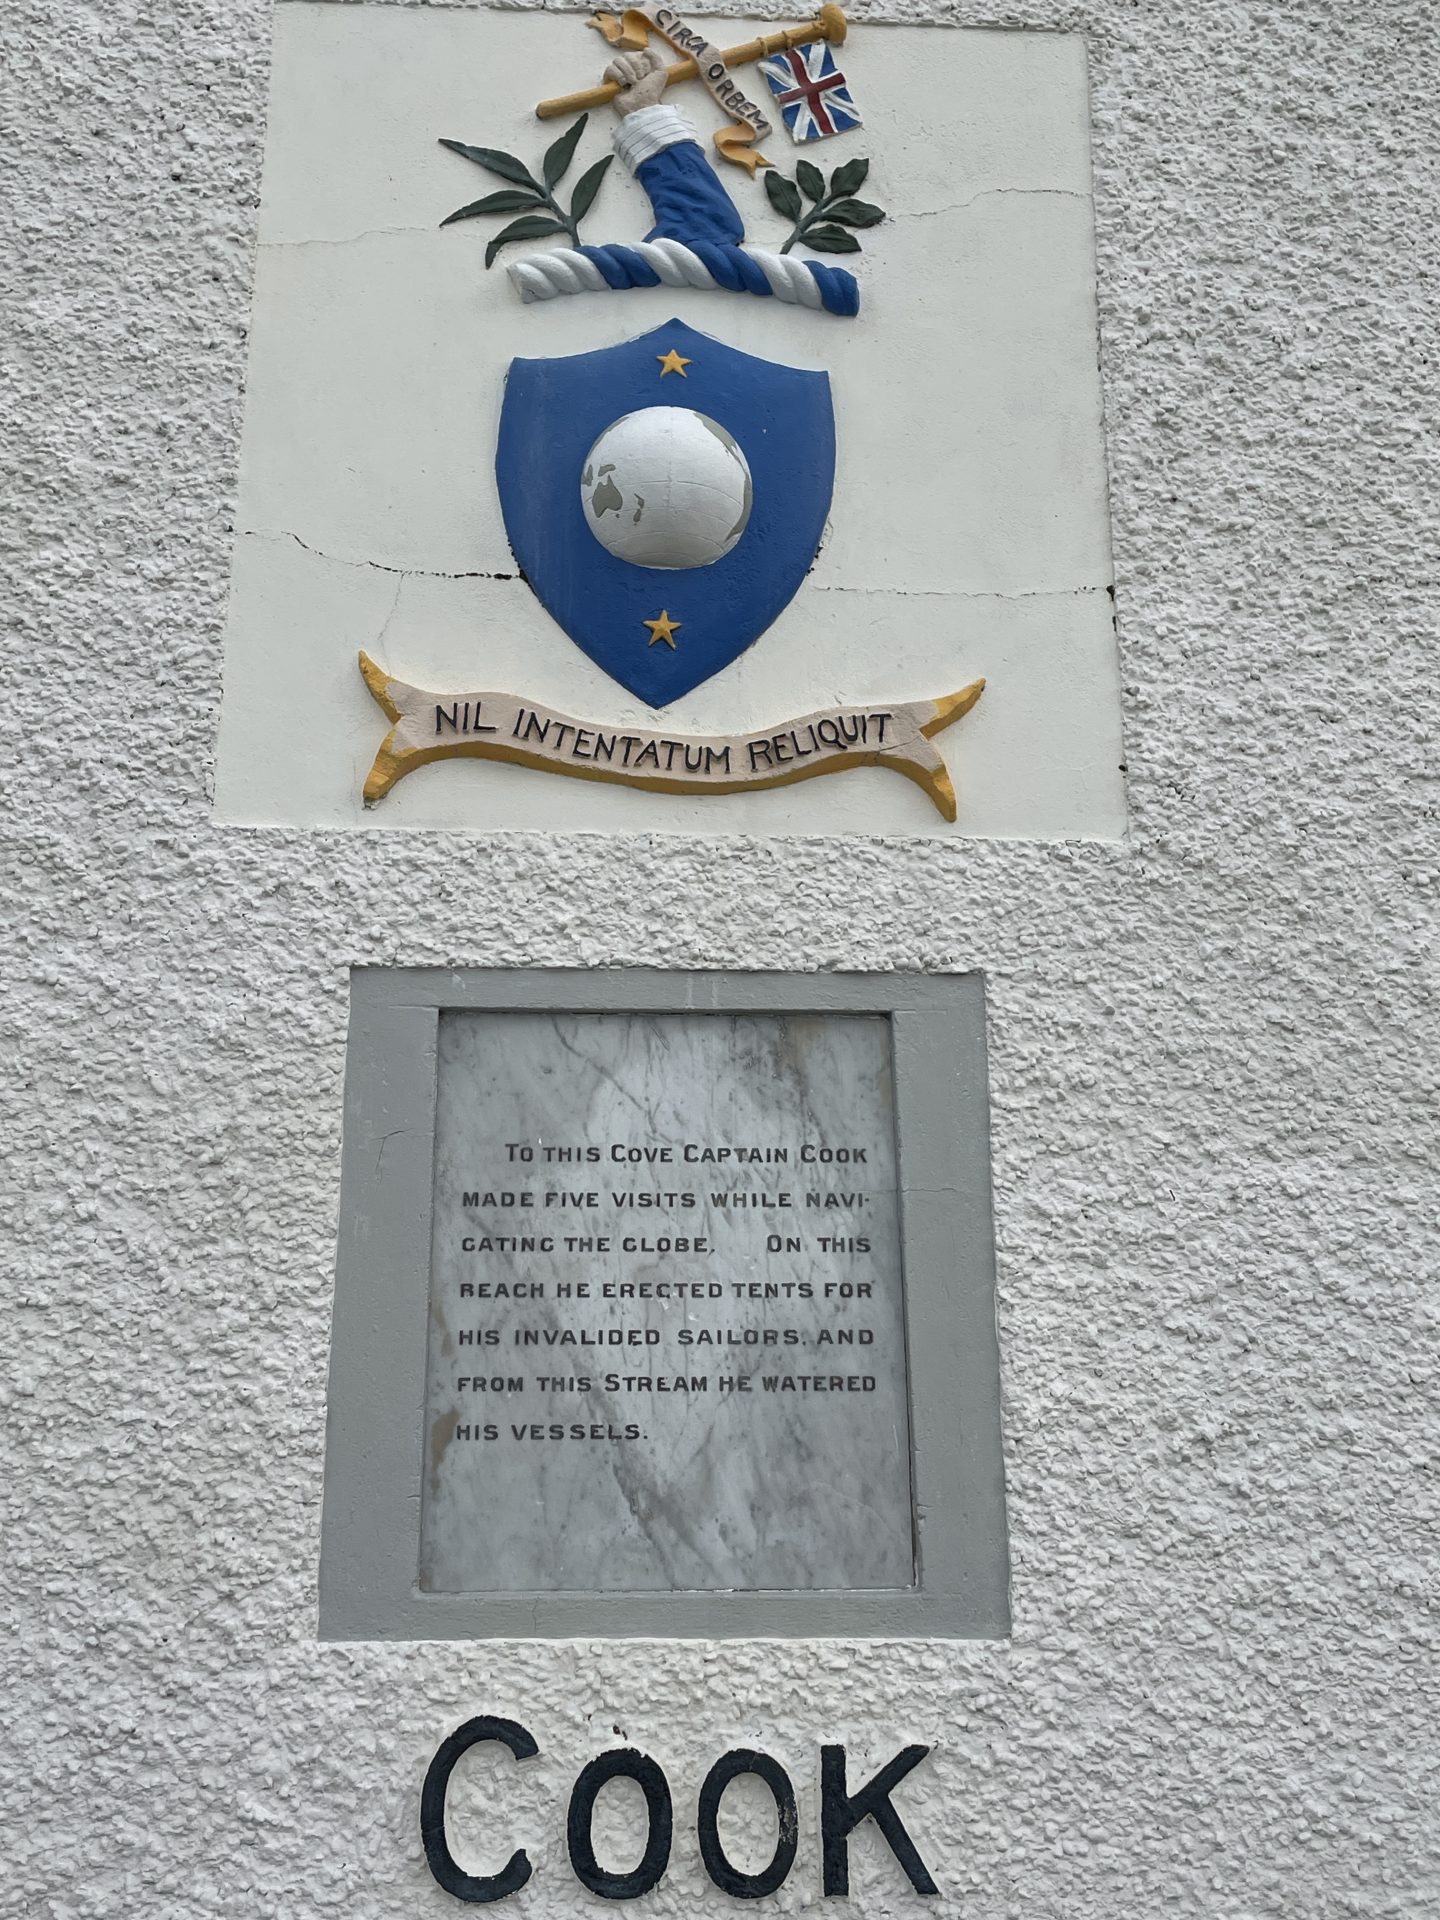 CIRCA ORBEM
NIL INTENTATUM RELIQUIT
TO THIS COVE CAPTAIN COOK
MADE FIVE VISITS WHILE NAVI-
GATING THE GLOBE. ON THIS
REACH HE ERECTED TENTS FOR
HIS INVALIDED SAILORS, AND
FROM THIS STREAM HE WATERED
HIS VESSELS.
COOK